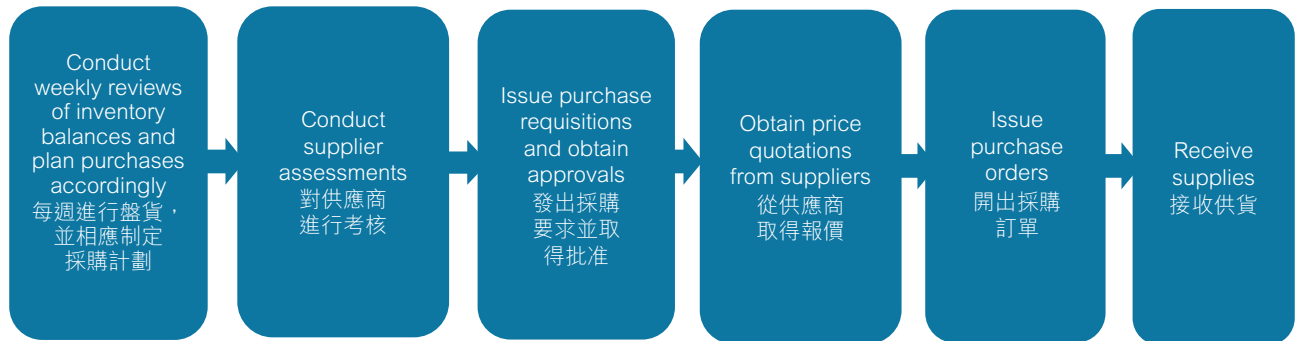 Conduct
weekly reviews
of inventory
balances and
plan purchases
accordingly
每週進行盤貨，
並相應制定
採購計劃
Conduct
supplier
assessments
對供應商
進行考核
Issue purchase
requisitions
and obtain
approvals
發出採購
要求並取
得批准
Obtain price
quotations
from suppliers
從供應商
取得報價
Issue
purchase
orders
開出採購
訂單
Receive
supplies
接收供貨